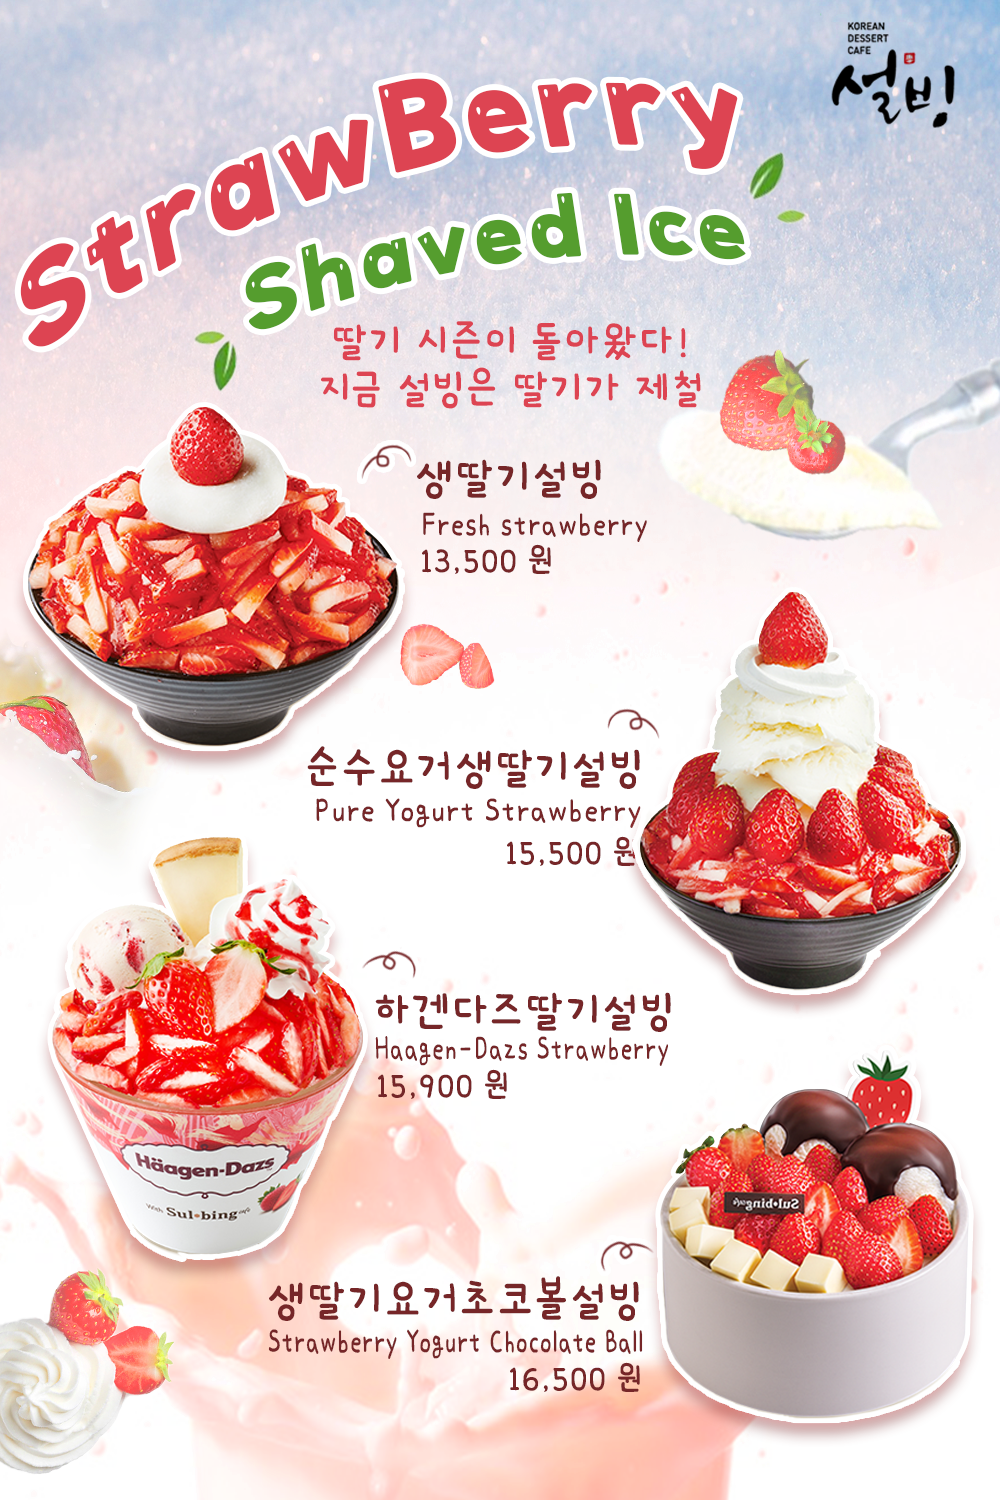 KOREAN
DESSERT
CAFE
설빙
StrawBerry
Shaved Ice
딸기 시즌이 돌아왔다!
지금 설빙은 딸기가 제철
생딸기설빙
Fresh strawberry
13,500 원
순수요거생딸기설빙
Pure Yogurt Strawberry
15,500 원
하겐다즈딸기설빙
Haagen-Dazs Strawberry
15,900 원
Häagen-Dazs
With Sul•bing cafe
Sul•bing cafe
생딸기요거초코볼설빙
Strawberry Yogurt Chocolate Ball
16,500 원